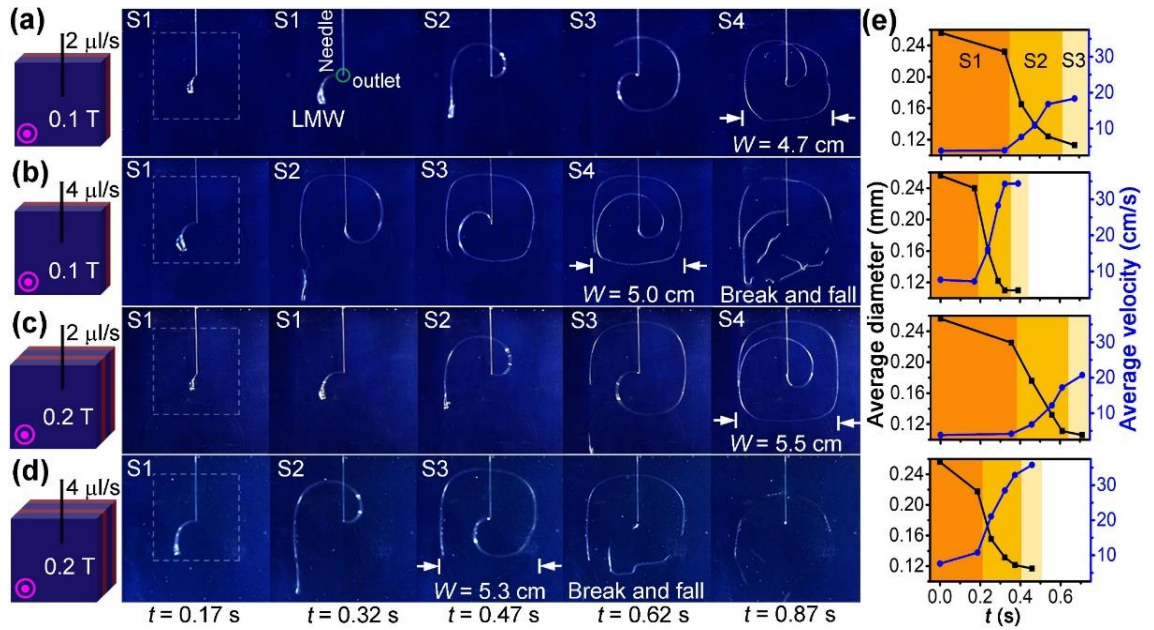 (a)
2 μl/s
0.1 T
S1
S1
Needle
outlet
LMW
S2
S3
S4
W = 4.7 cm
(b)
4 μl/s
0.1 T
S1
S2
S3
S4
W = 5.0 cm
Break and fall
(c)
2 μl/s
0.2 T
S1
S1
S2
S3
S4
W = 5.5 cm
(d)
4 μl/s
0.2 T
S1
S2
S3
W = 5.3 cm
Break and fall
t = 0.17 s
t = 0.32 s
t = 0.47 s
t = 0.62 s
t = 0.87 s
(e)
S1
S2
S3
0.24
0.20
0.16
0.12
30
20
10
0.24
0.20
0.16
0.12
30
20
10
0.24
0.20
0.16
0.12
30
20
10
0.24
0.20
0.16
0.12
30
20
10
Average diameter (mm)
Average velocity (cm/s)
0.0 0.2 0.4 0.6
t (s)